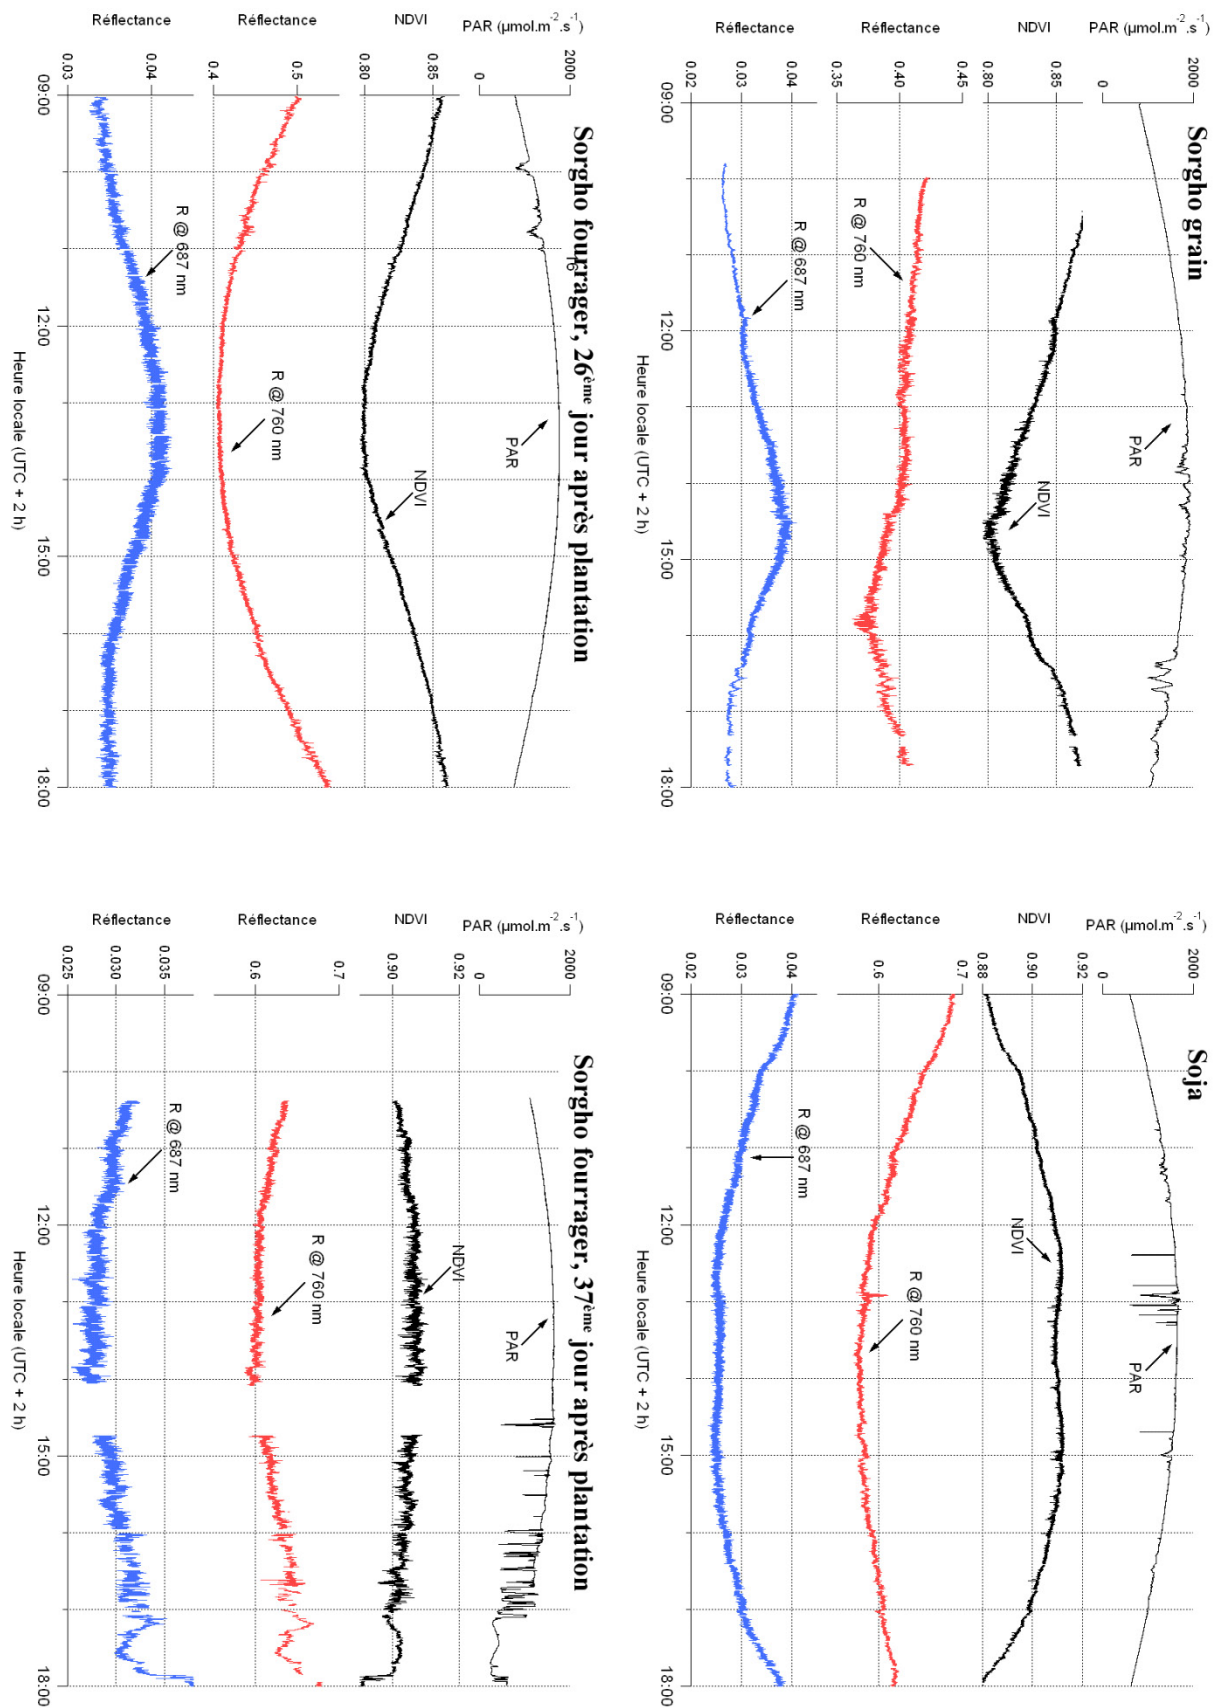 Sorgho grain
PAR (µmol.m⁻².s⁻¹)
2000
0
PAR
NDVI
0.85
0.80
NDVI
Réflectance
0.45
0.40
0.35
R @ 760 nm
Réflectance
0.04
0.03
0.02
R @ 687 nm
09:00
12:00
15:00
18:00
Heure locale (UTC + 2 h)
Soja
PAR (µmol.m⁻².s⁻¹)
2000
0
PAR
NDVI
0.92
0.90
0.88
NDVI
Réflectance
0.7
0.6
R @ 760 nm
Réflectance
0.04
0.03
0.02
R @ 687 nm
09:00
12:00
15:00
18:00
Heure locale (UTC + 2 h)
Sorgho fourrager, 26ème jour après plantation
16
PAR (µmol.m⁻².s⁻¹)
2000
0
PAR
NDVI
0.85
0.80
NDVI
Réflectance
0.5
0.4
R @ 760 nm
Réflectance
0.04
0.03
R @ 687 nm
09:00
12:00
15:00
18:00
Heure locale (UTC + 2 h)
Sorgho fourrager, 37ème jour après plantation
PAR (µmol.m⁻².s⁻¹)
2000
0
PAR
NDVI
0.92
0.90
NDVI
Réflectance
0.7
0.6
R @ 760 nm
Réflectance
0.035
0.030
0.025
R @ 687 nm
09:00
12:00
15:00
18:00
Heure locale (UTC + 2 h)